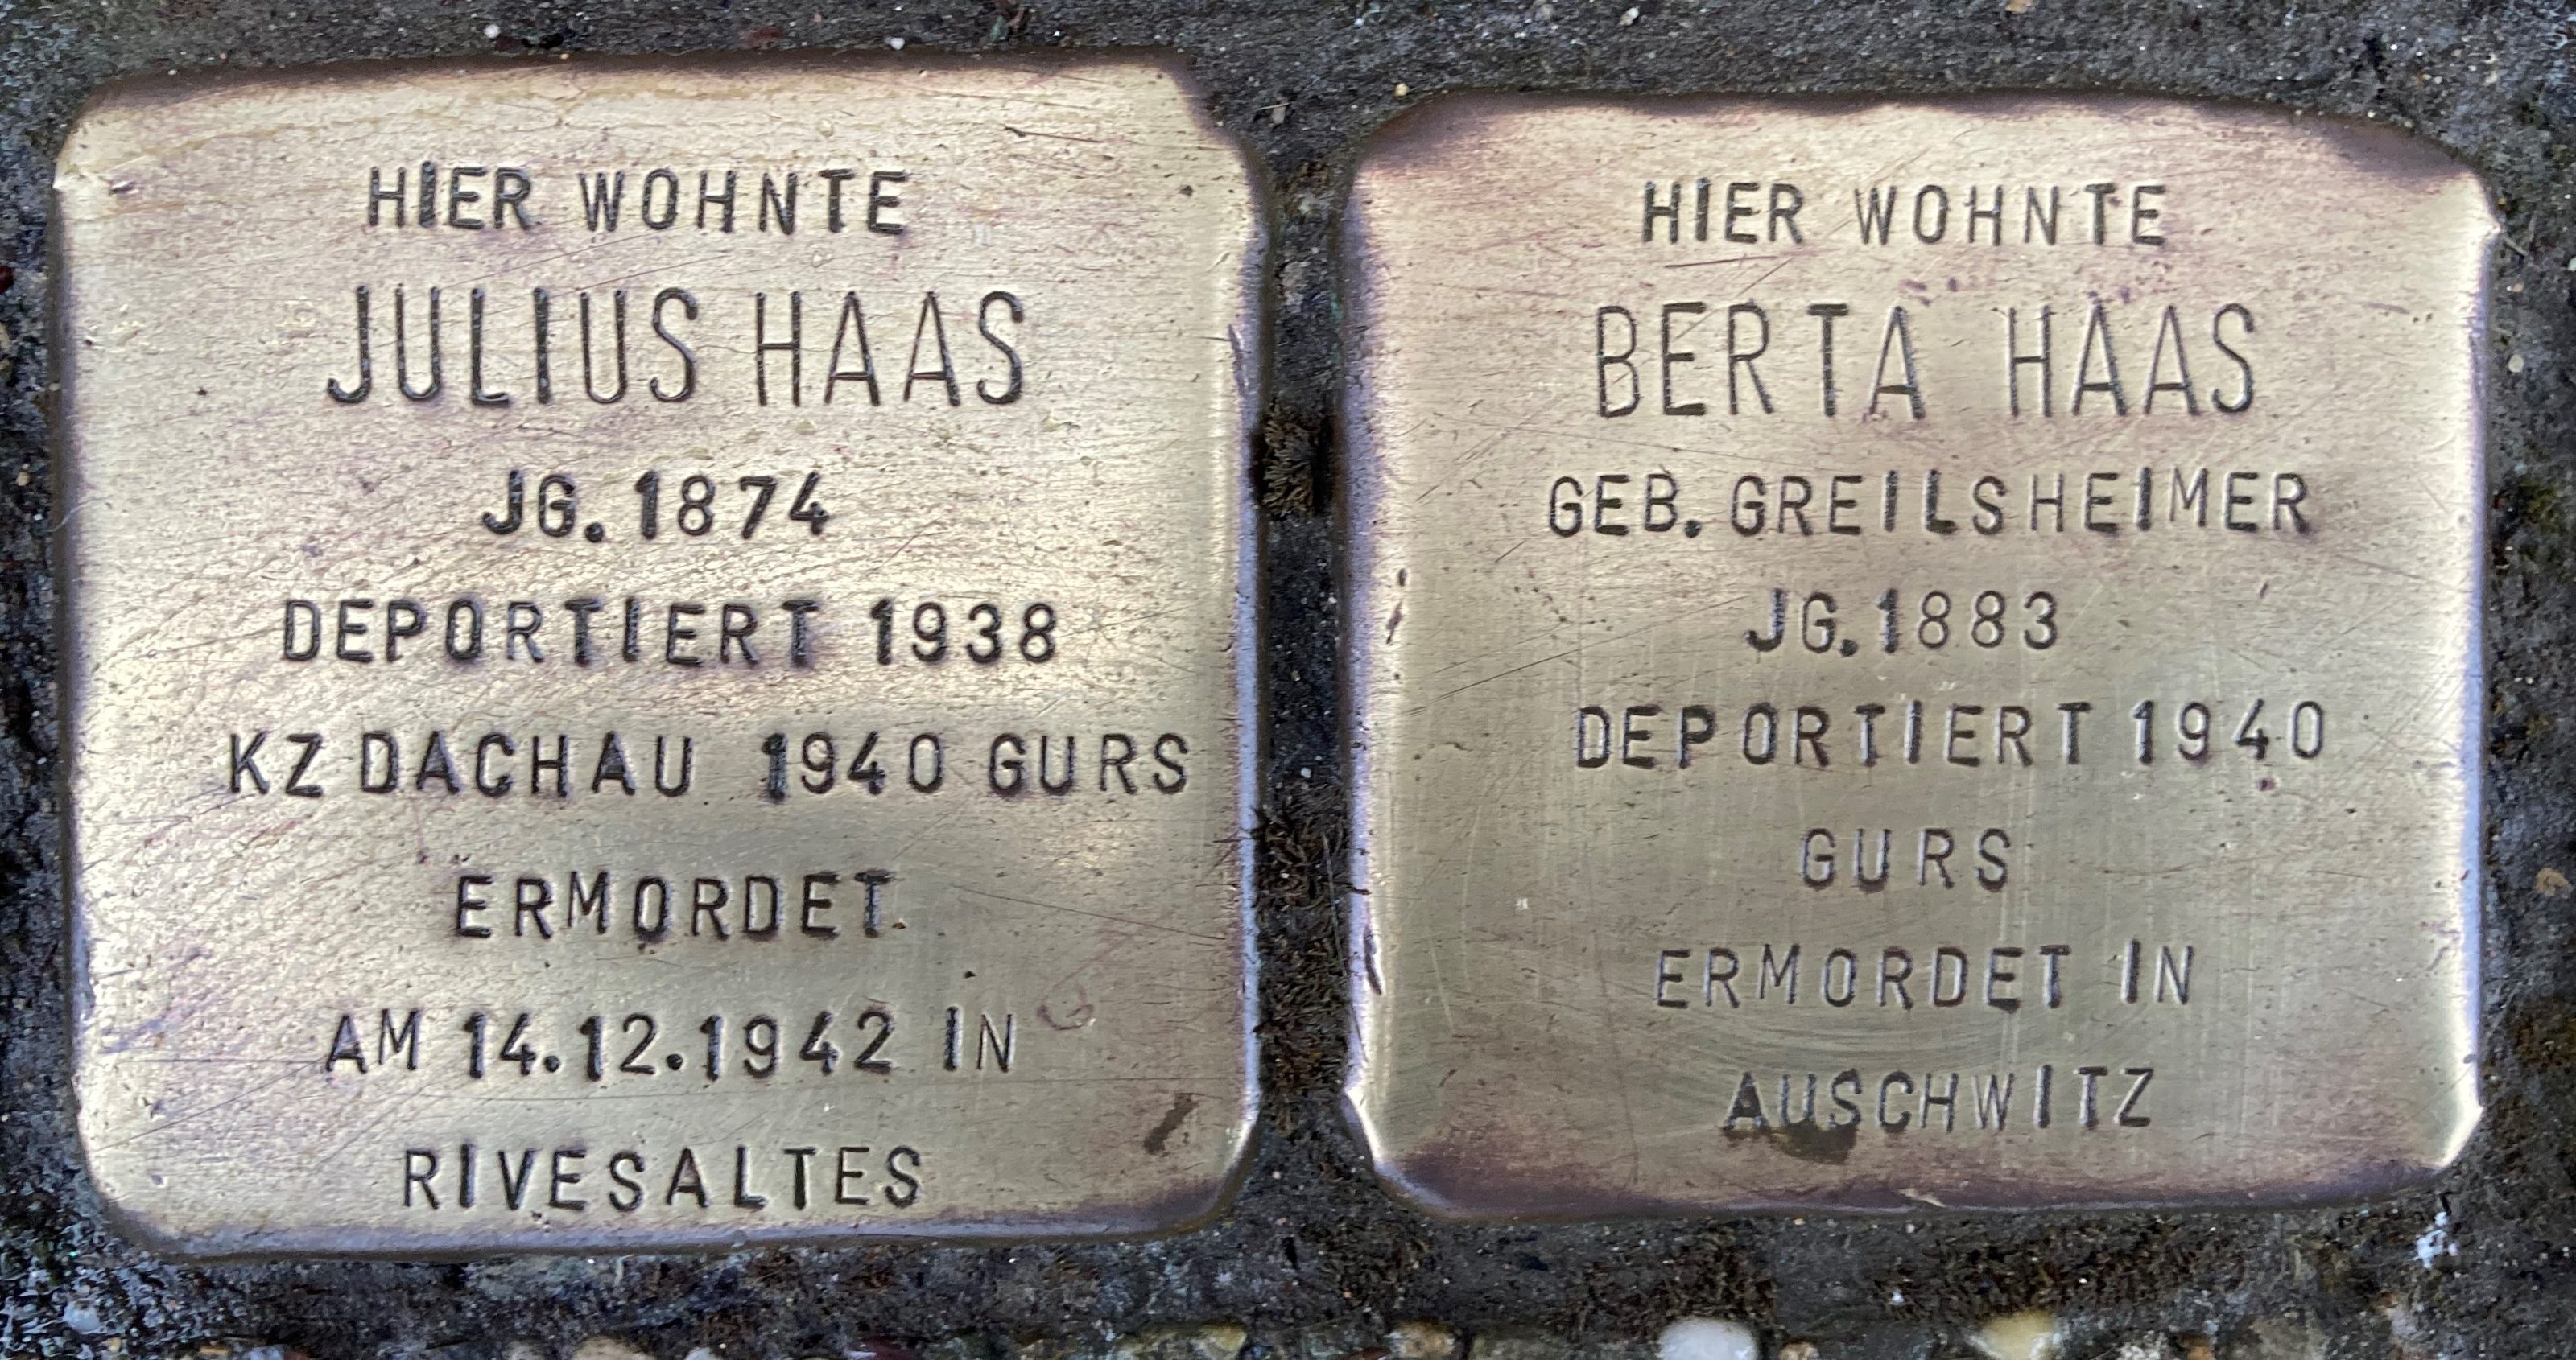 HIER WOHNTE
JULIUS HAAS
JG. 1874
DEPORTIERT 1938
KZ DACHAU 1940 GURS
ERMORDET
AM 14.12.1942 IN
RIVESALTES
HIER WOHNTE
BERTA HAAS
GEB. GREILSHEIMER
JG. 1883
DEPORTIERT 1940
GURS
ERMORDET IN
AUSCHWITZ